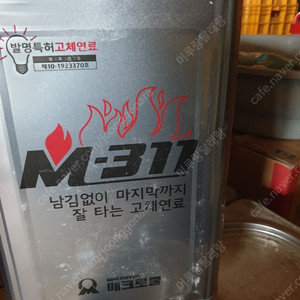 발명특허고체연료
제10-1923370호
M-311
남김없이 마지막까지
잘 타는 고체연료
메크로릴